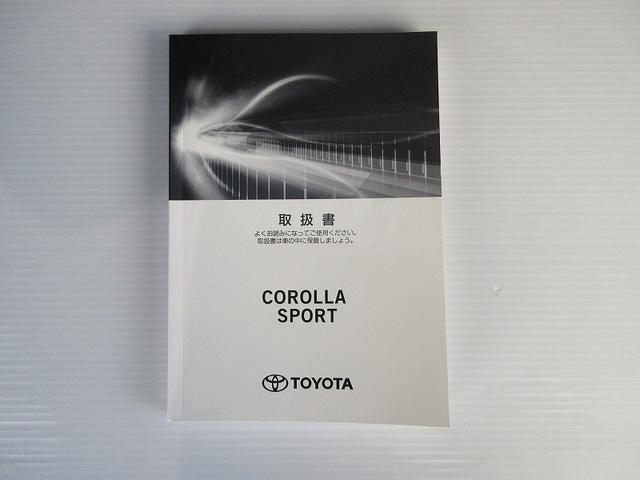 取扱書
よくお読みになってご使用ください。
取扱書は車の中に保管しましょう。
COROLLA
SPORT
TOYOTA